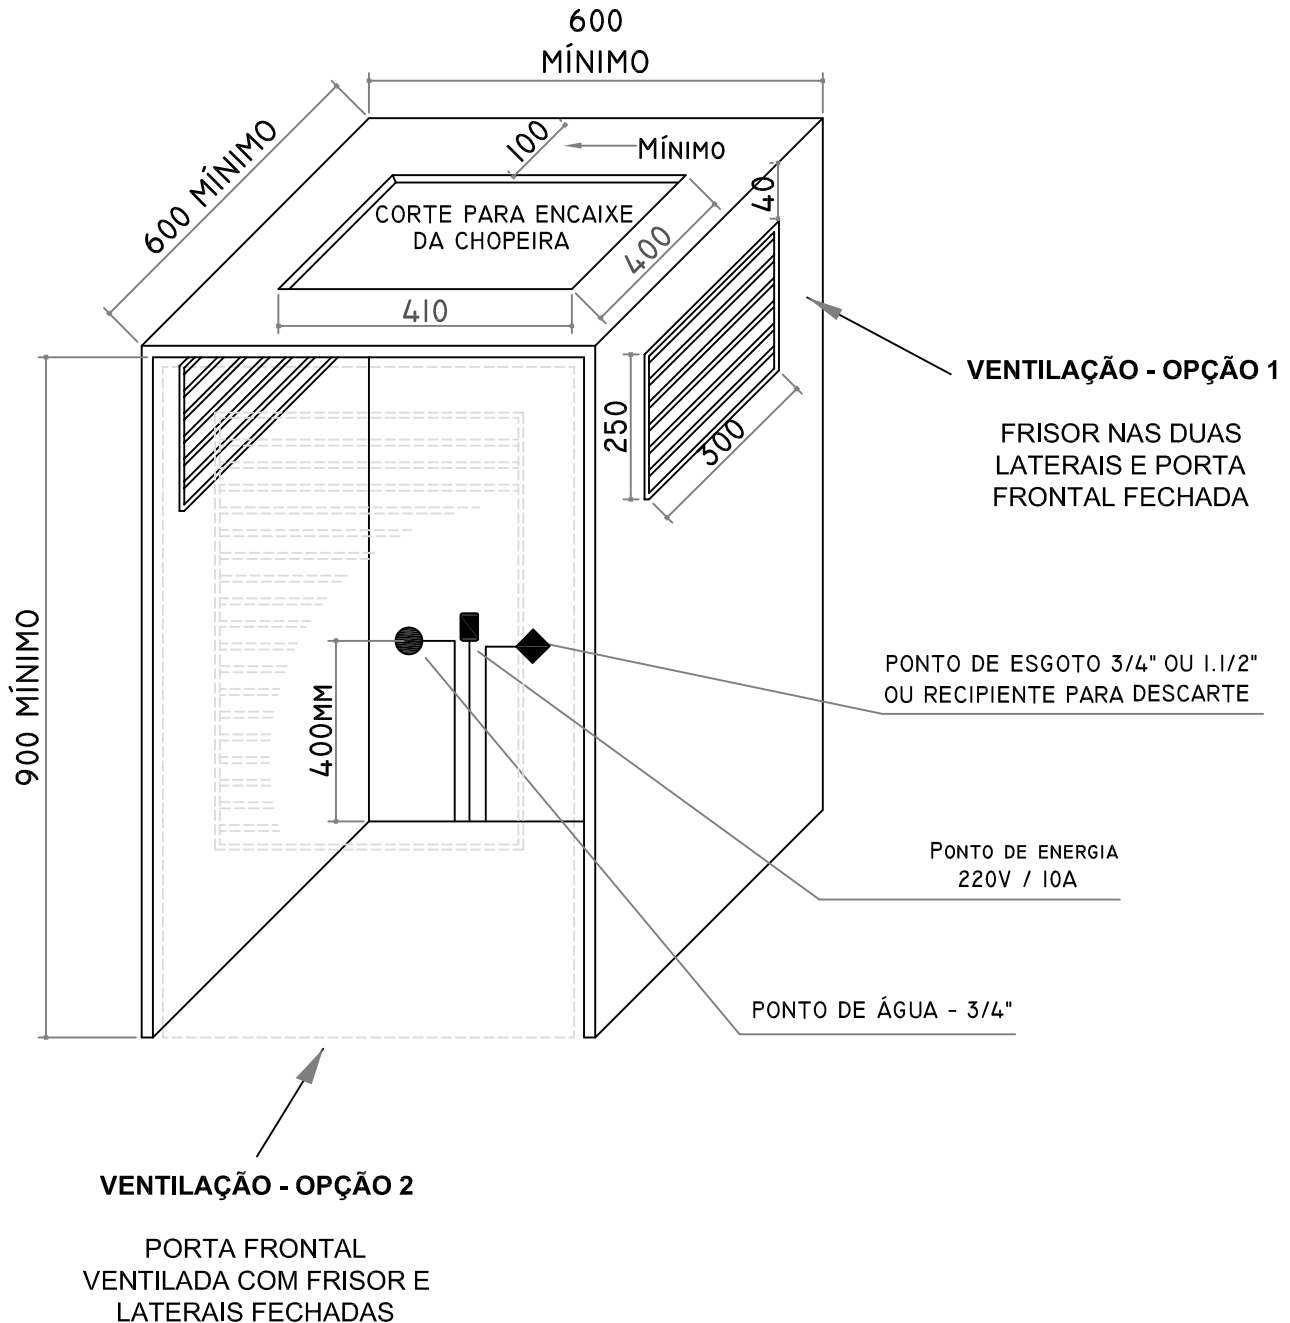 600
MÍNIMO
600 MÍNIMO
100
MÍNIMO
40
CORTE PARA ENCAIXE
DA CHOPEIRA
400
410
VENTILAÇÃO - OPÇÃO 1
FRISOR NAS DUAS
LATERAIS E PORTA
FRONTAL FECHADA
250
300
900 MÍNIMO
400MM
PONTO DE ESGOTO 3/4" OU 1.1/2"
OU RECIPIENTE PARA DESCARTE
PONTO DE ENERGIA
220V / 10A
PONTO DE ÁGUA - 3/4"
VENTILAÇÃO - OPÇÃO 2
PORTA FRONTAL
VENTILADA COM FRISOR E
LATERAIS FECHADAS